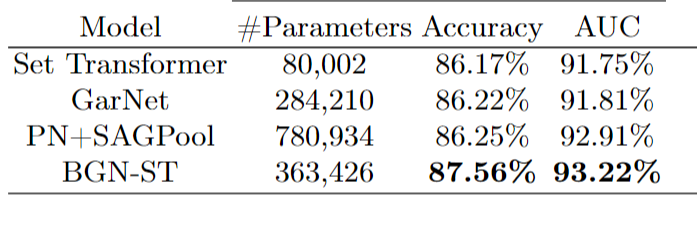 Model #Parameters Accuracy AUC
Set Transformer 80,002 86.17% 91.75%
GarNet 284,210 86.22% 91.81%
PN+SAGPool 780,934 86.25% 92.91%
BGN-ST 363,426 87.56% 93.22%